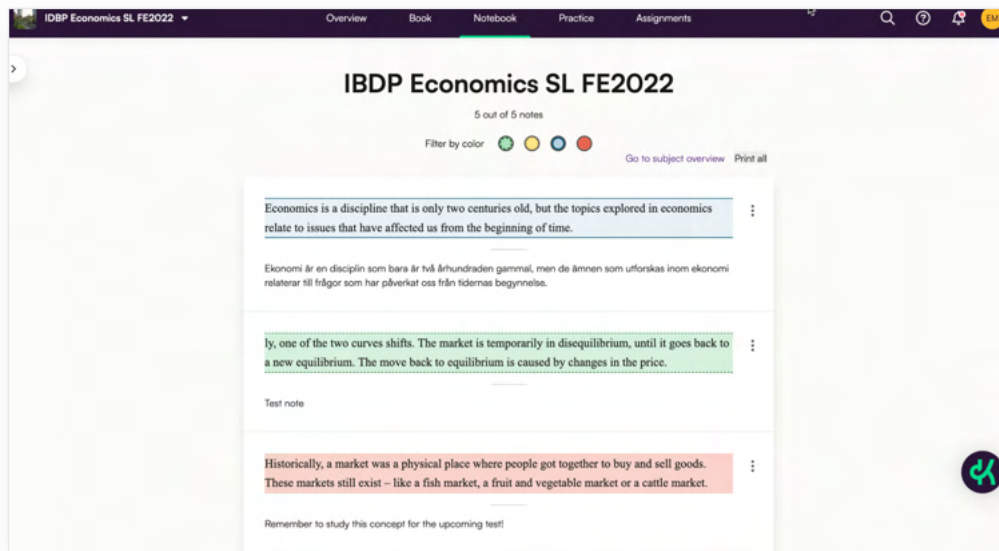 IDBP Economics SL FE2022
Overview
Book
Notebook
Practice
Assignments
EM
IBDP Economics SL FE2022
5 out of 5 notes
Filter by color
Go to subject overview
Print all
Economics is a discipline that is only two centuries old, but the topics explored in economics
relate to issues that have affected us from the beginning of time.
Ekonomi är en disciplin som bara är två århundraden gammal, men de ämnen som utforskas inom ekonomi
relaterar till frågor som har påverkat oss från tidernas begynnelse.
ly, one of the two curves shifts. The market is temporarily in disequilibrium, until it goes back to
a new equilibrium. The move back to equilibrium is caused by changes in the price.
Test note
Historically, a market was a physical place where people got together to buy and sell goods.
These markets still exist – like a fish market, a fruit and vegetable market or a cattle market.
Remember to study this concept for the upcoming test!